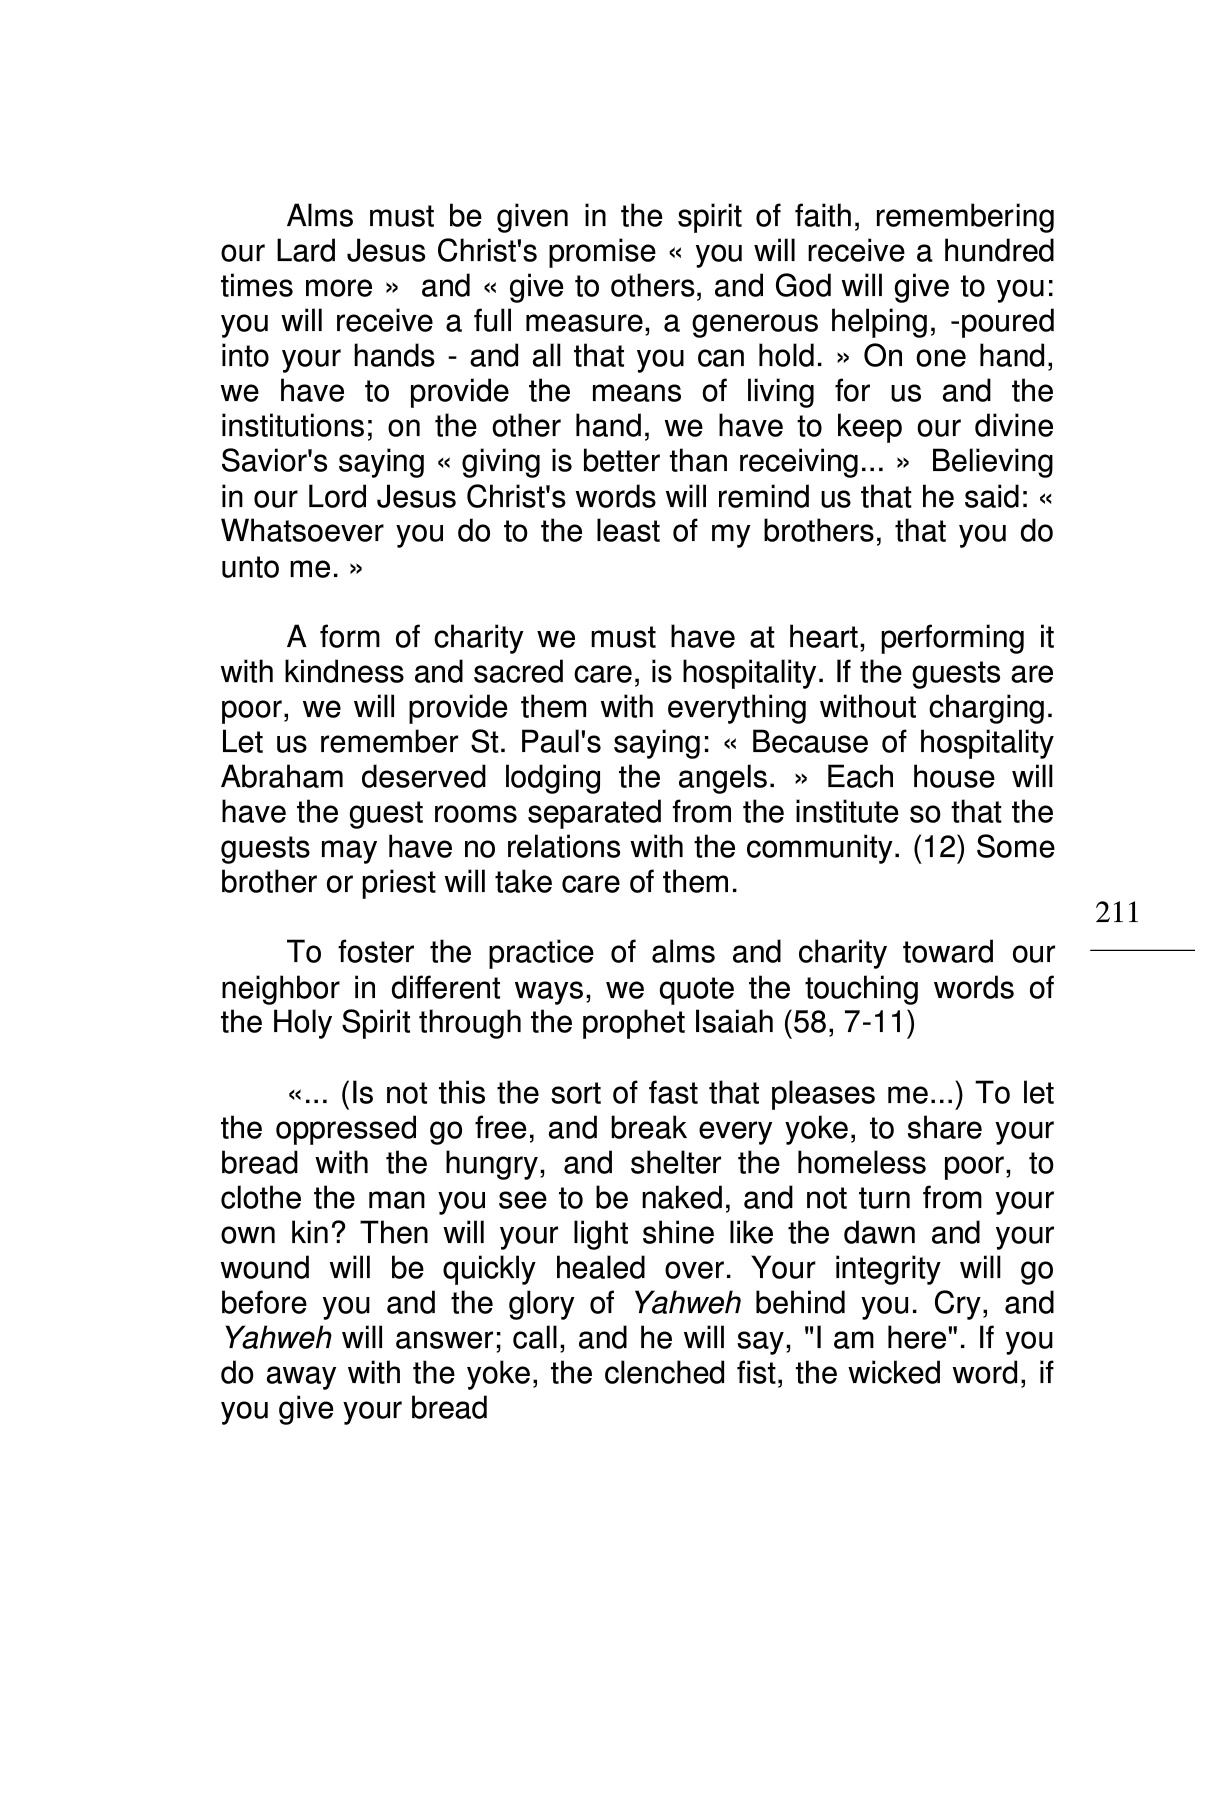 Alms must be given in the spirit of faith, remembering
our Lard Jesus Christ's promise « you will receive a hundred
times more »  and « give to others, and God will give to you:
you will receive a full measure, a generous helping, -poured
into your hands - and all that you can hold. » On one hand,
we have to provide the means of living for us and the
institutions; on the other hand, we have to keep our divine
Savior's saying « giving is better than receiving... »  Believing
in our Lord Jesus Christ's words will remind us that he said: «
Whatsoever you do to the least of my brothers, that you do
unto me. »
A form of charity we must have at heart, performing it
with kindness and sacred care, is hospitality. If the guests are
poor, we will provide them with everything without charging.
Let us remember St. Paul's saying: « Because of hospitality
Abraham deserved lodging the angels. » Each house will
have the guest rooms separated from the institute so that the
guests may have no relations with the community. (12) Some
brother or priest will take care of them.
211
To foster the practice of alms and charity toward our
neighbor in different ways, we quote the touching words of
the Holy Spirit through the prophet Isaiah (58, 7-11)
«... (Is not this the sort of fast that pleases me...) To let
the oppressed go free, and break every yoke, to share your
bread with the hungry, and shelter the homeless poor, to
clothe the man you see to be naked, and not turn from your
own kin? Then will your light shine like the dawn and your
wound will be quickly healed over. Your integrity will go
before you and the glory of Yahweh behind you. Cry, and
Yahweh will answer; call, and he will say, "I am here". If you
do away with the yoke, the clenched fist, the wicked word, if
you give your bread